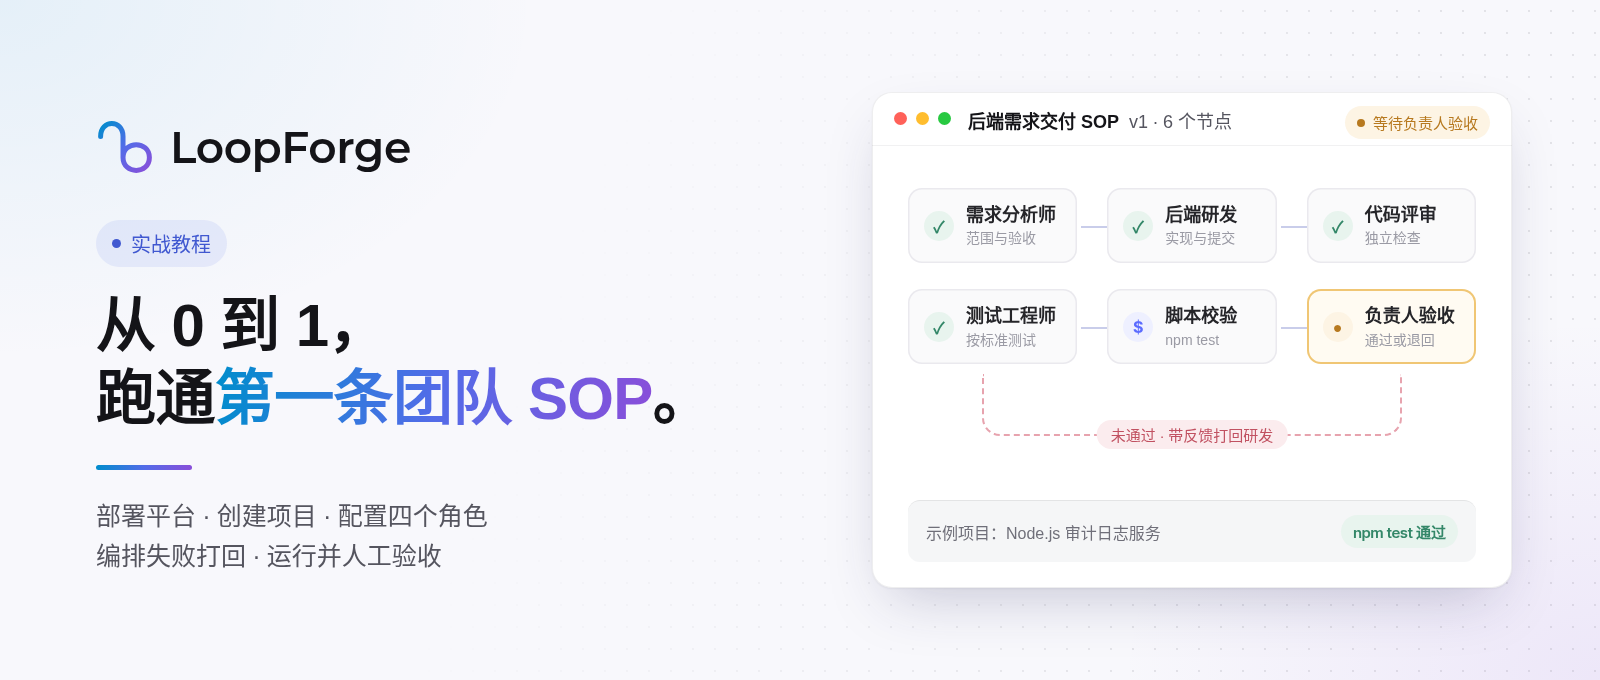 LoopForge
实战教程
从 0 到 1，
跑通第一条团队 SOP。
部署平台 · 创建项目 · 配置四个角色
编排失败打回 · 运行并人工验收
后端需求交付 SOP v1 · 6 个节点
等待负责人验收
需求分析师
范围与验收
后端研发
实现与提交
代码评审
独立检查
测试工程师
按标准测试
$
脚本校验
npm test
负责人验收
通过或退回
未通过 · 带反馈打回研发
示例项目：Node.js 审计日志服务
npm test 通过